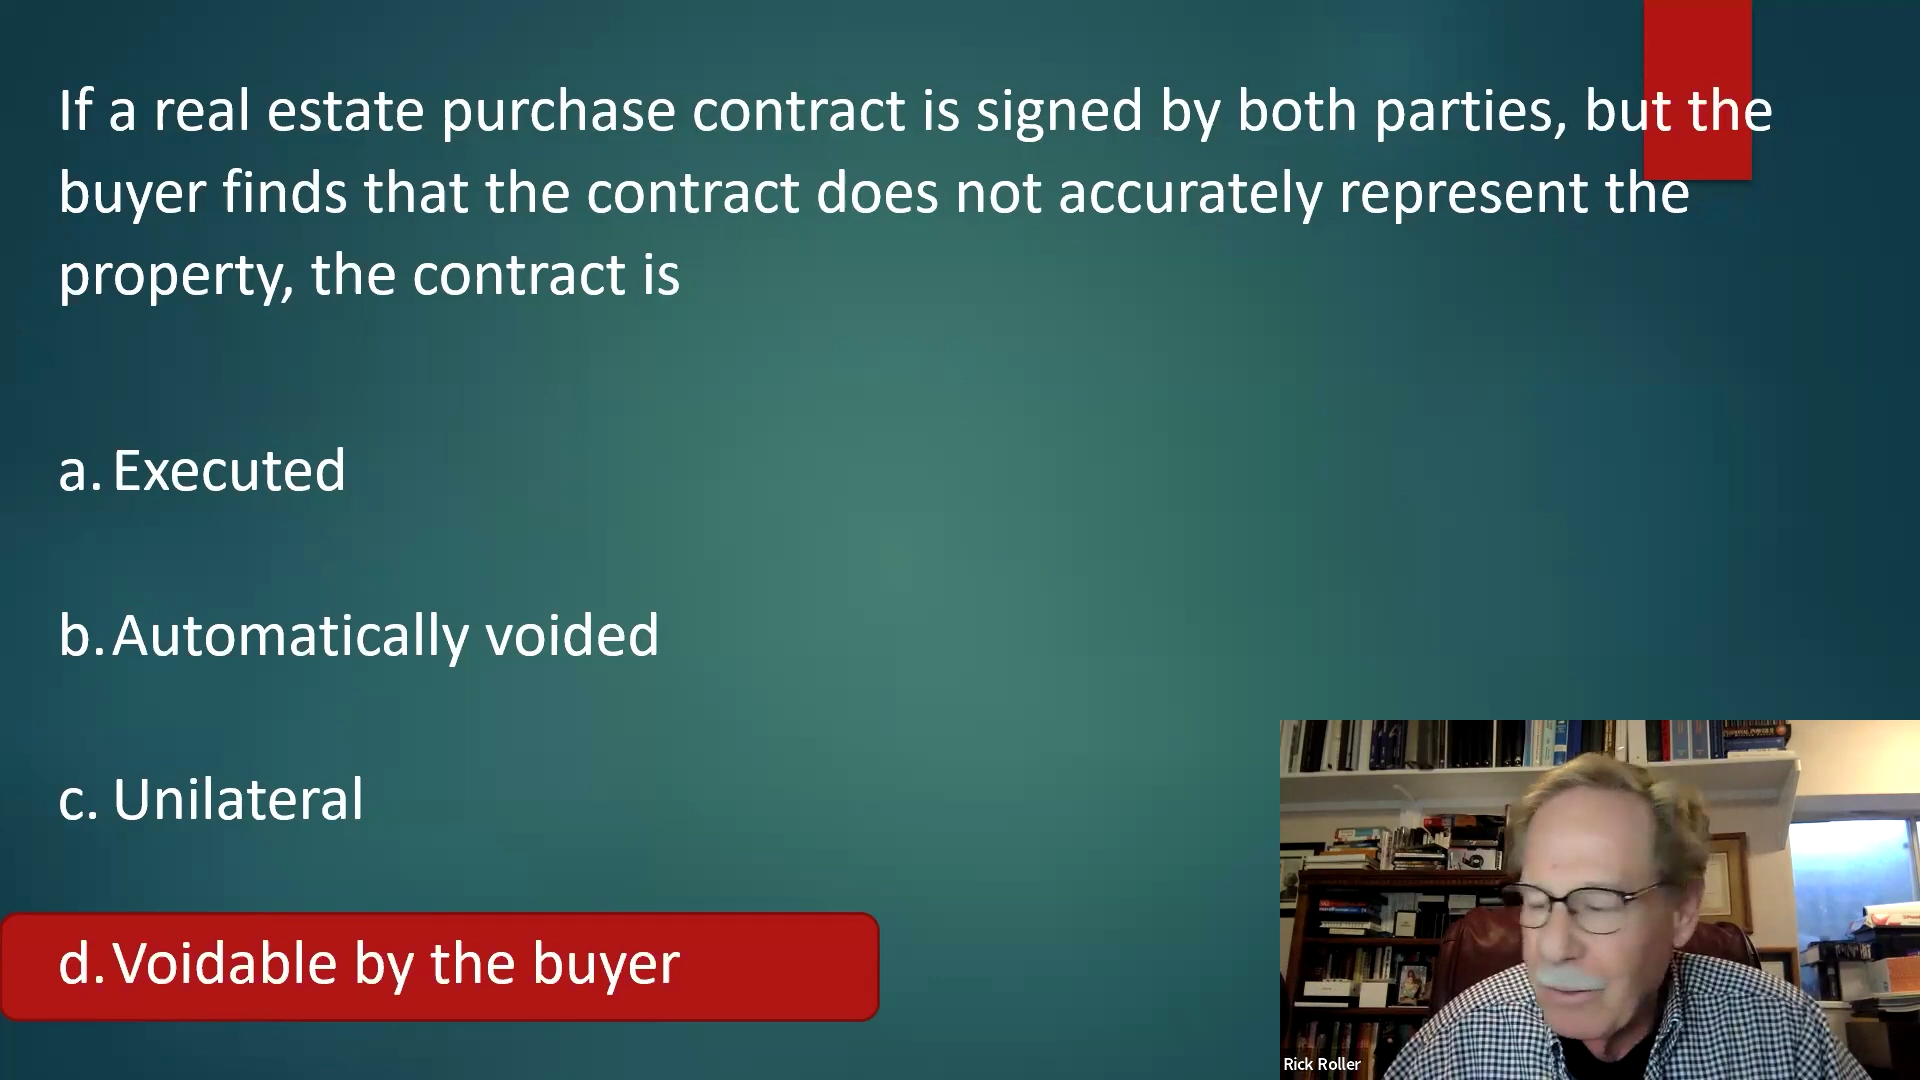 If a real estate purchase contract is signed by both parties, but the
buyer finds that the contract does not accurately represent the
property, the contract is
a. Executed
b. Automatically voided
c. Unilateral
d. Voidable by the buyer
Rick Roller